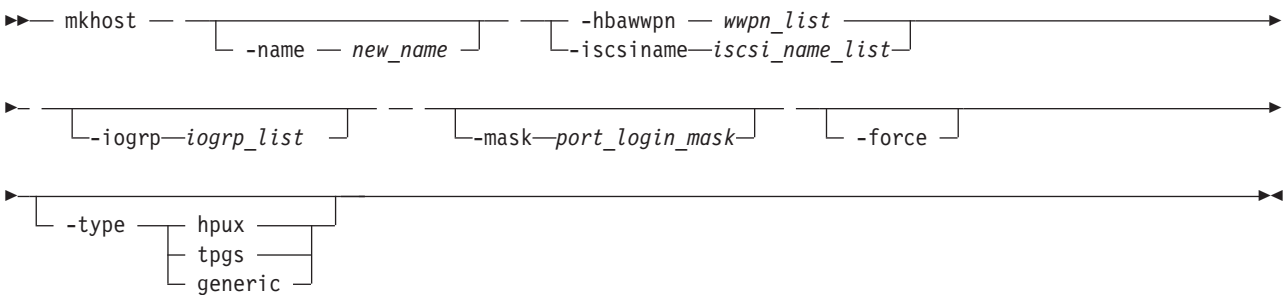 mkhost -hbawwpn wwpn_list
-name new_name -iscsiname iscsi_name_list
-iogrp iogrp_list -mask port_login_mask -force
-type hpux
tpgs
generic